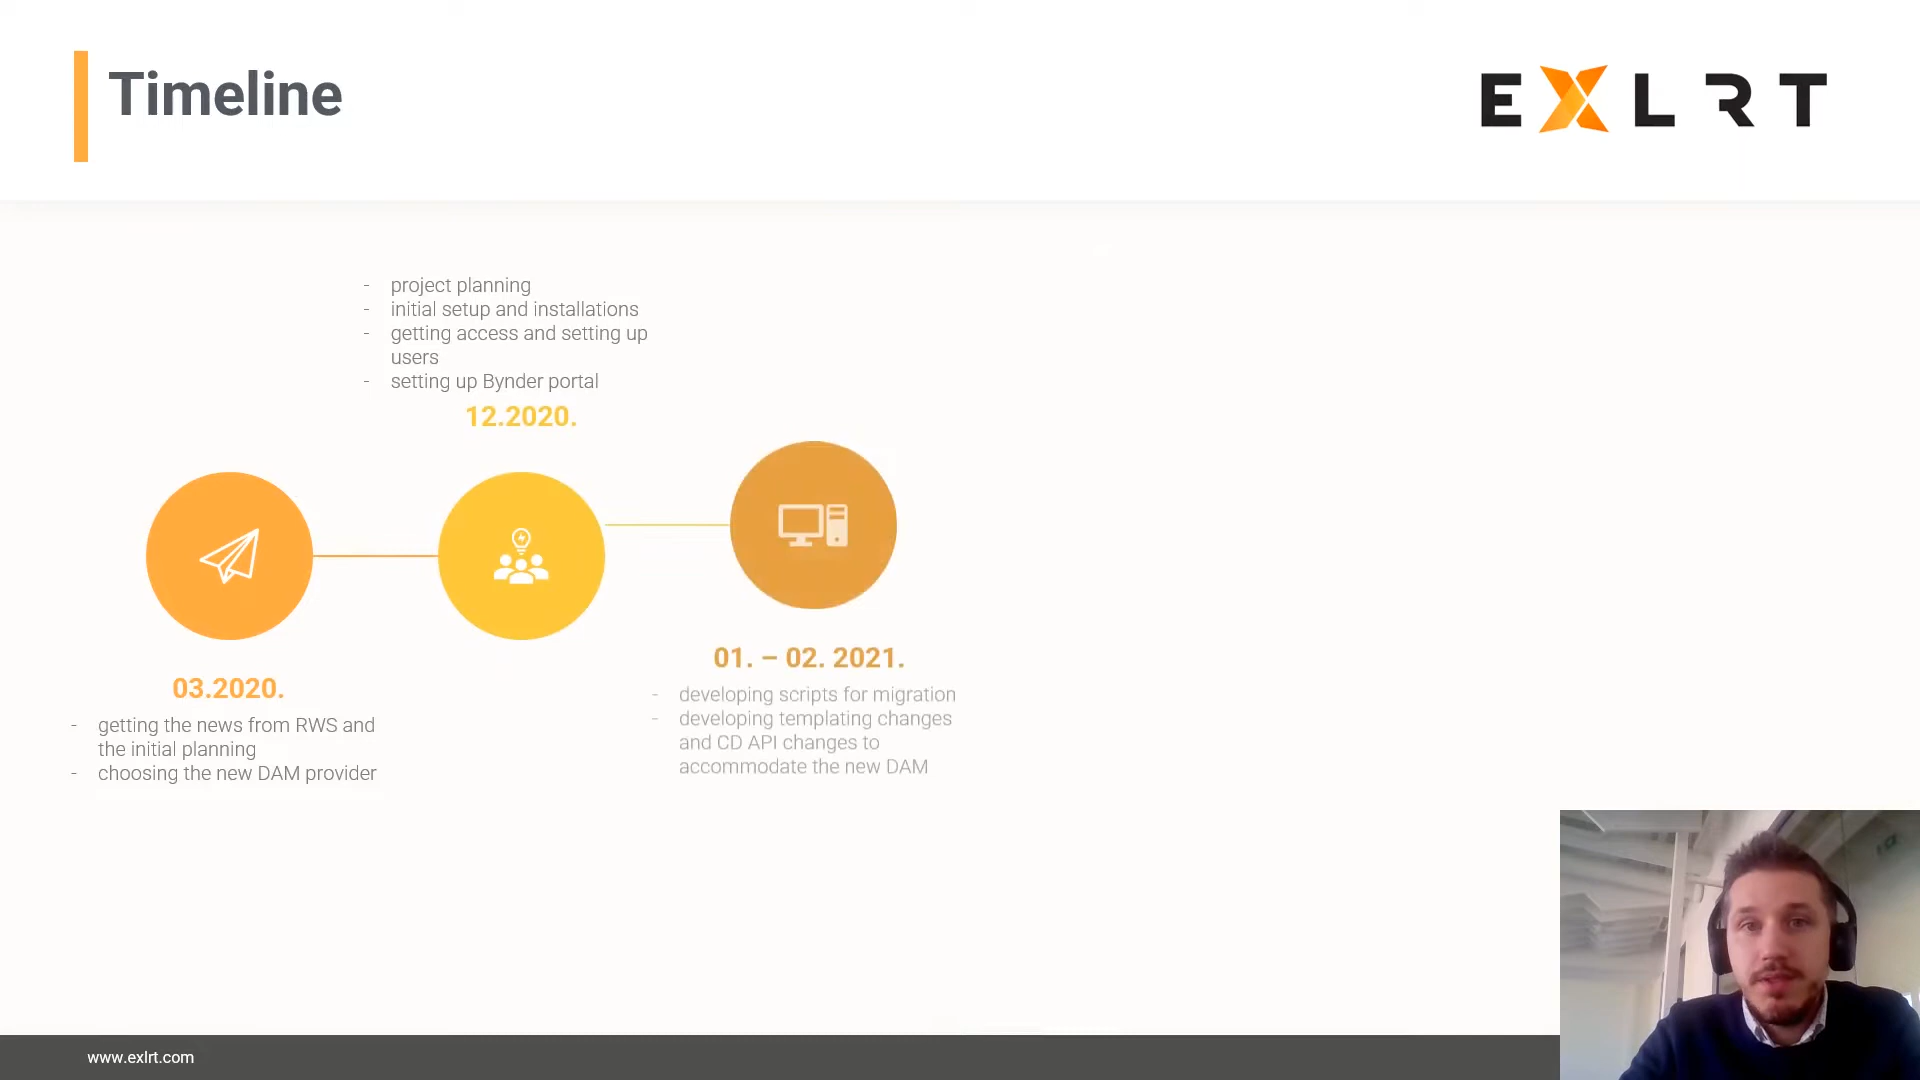 Timeline
EXLRT
- project planning
- initial setup and installations
- getting access and setting up
users
- setting up Bynder portal
12.2020.
03.2020.
- getting the news from RWS and
the initial planning
- choosing the new DAM provider
01. – 02. 2021.
- developing scripts for migration
- developing templating changes
and CD API changes to
accommodate the new DAM
www.exlrt.com